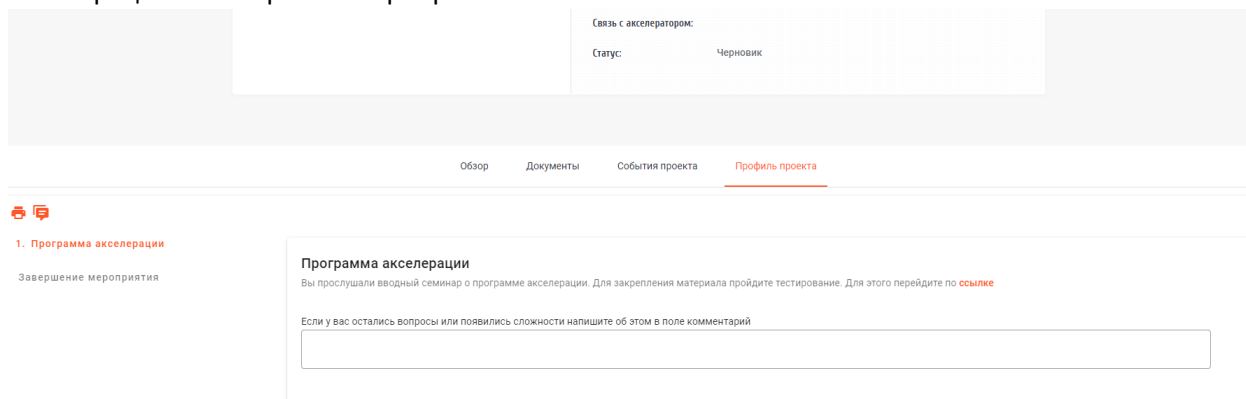 Связь с акселератором:
Статус: Черновик
Обзор Документы События проекта Профиль проекта
1. Программа акселерации
Завершение мероприятия
Программа акселерации
Вы прослушали вводный семинар о программе акселерации. Для закрепления материала пройдите тестирование. Для этого перейдите по ссылке
Если у вас остались вопросы или появились сложности напишите об этом в поле комментарий